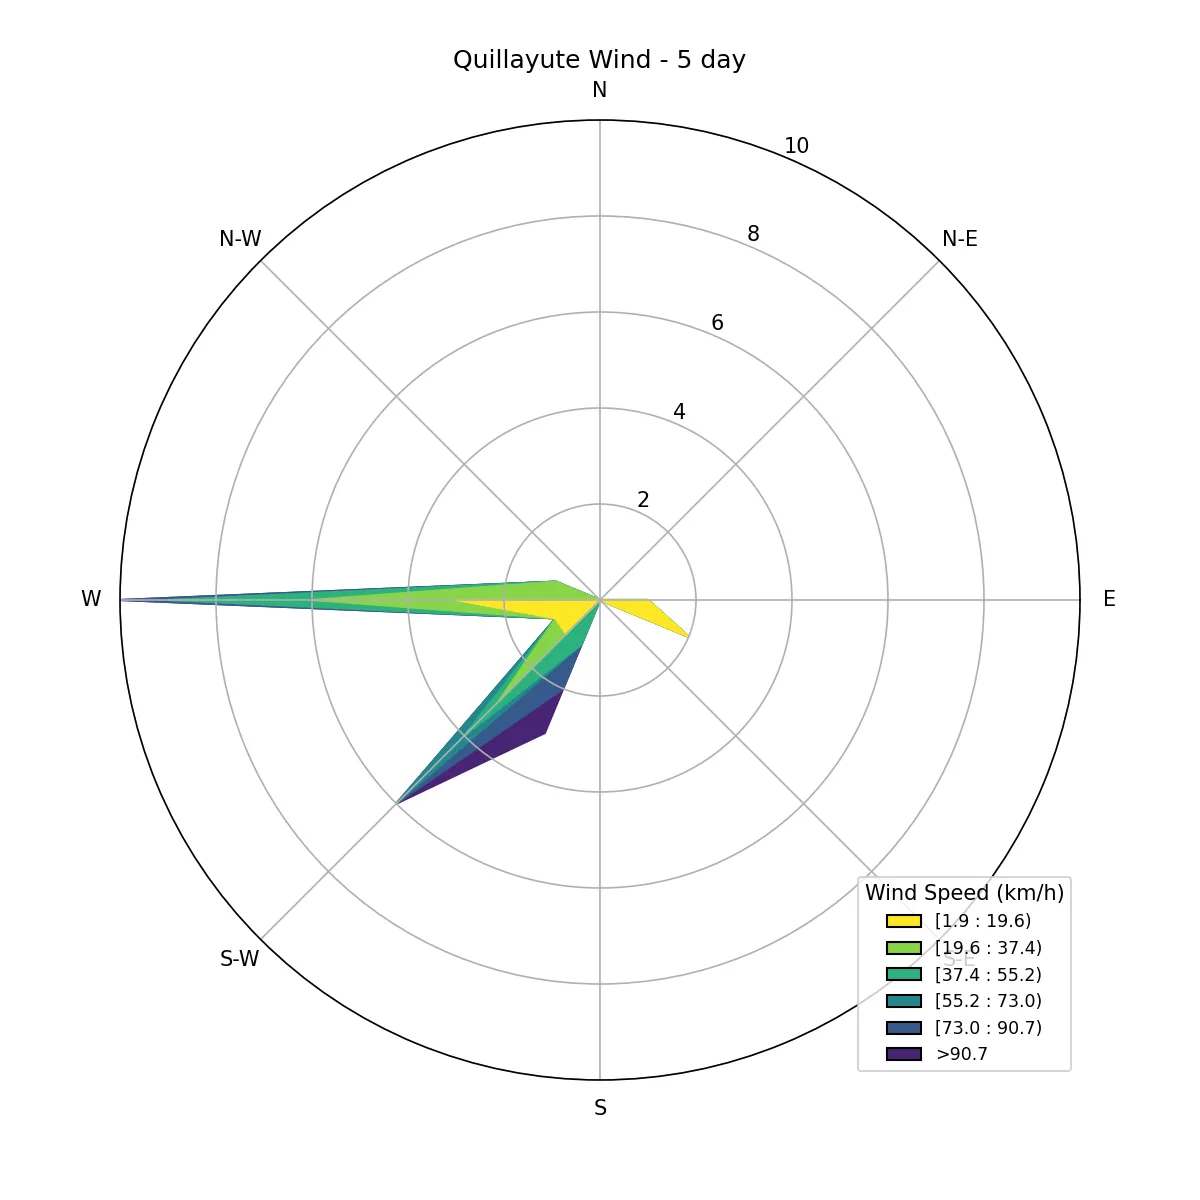 Quillayute Wind - 5 day
N
10
N-W
8
N-E
6
4
2
W
E
Wind Speed (km/h)
[1.9 : 19.6)
[19.6 : 37.4)
S-W
S-E
[37.4 : 55.2)
[55.2 : 73.0)
[73.0 : 90.7)
>90.7
S